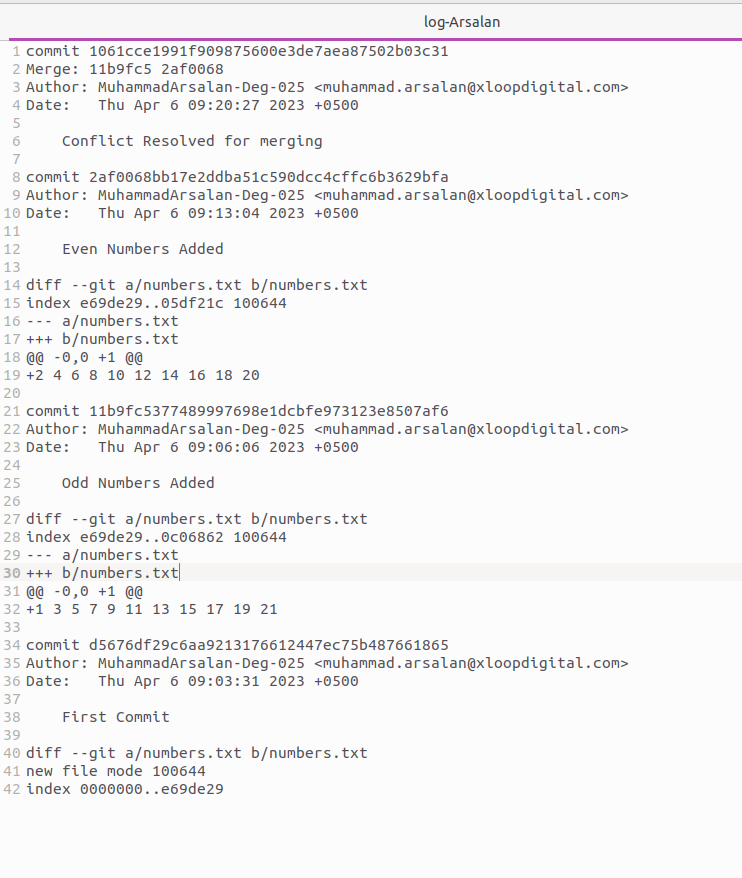 log-Arsalan
1 commit 1061cce1991f909875600e3de7aea87502b03c31
2 Merge: 11b9fc5 2af0068
3 Author: MuhammadArsalan-Deg-025 <muhammad.arsalan@xloopdigital.com>
4 Date:   Thu Apr 6 09:20:27 2023 +0500
5
6     Conflict Resolved for merging
7
8 commit 2af0068bb17e2ddba51c590dcc4cffc6b3629bfa
9 Author: MuhammadArsalan-Deg-025 <muhammad.arsalan@xloopdigital.com>
10 Date:   Thu Apr 6 09:13:04 2023 +0500
11
12     Even Numbers Added
13
14 diff --git a/numbers.txt b/numbers.txt
15 index e69de29..05df21c 100644
16 --- a/numbers.txt
17 +++ b/numbers.txt
18 @@ -0,0 +1 @@
19 +2 4 6 8 10 12 14 16 18 20
20
21 commit 11b9fc5377489997698e1dcbfe973123e8507af6
22 Author: MuhammadArsalan-Deg-025 <muhammad.arsalan@xloopdigital.com>
23 Date:   Thu Apr 6 09:06:06 2023 +0500
24
25     Odd Numbers Added
26
27 diff --git a/numbers.txt b/numbers.txt
28 index e69de29..0c06862 100644
29 --- a/numbers.txt
30 +++ b/numbers.txt
31 @@ -0,0 +1 @@
32 +1 3 5 7 9 11 13 15 17 19 21
33
34 commit d5676df29c6aa9213176612447ec75b487661865
35 Author: MuhammadArsalan-Deg-025 <muhammad.arsalan@xloopdigital.com>
36 Date:   Thu Apr 6 09:03:31 2023 +0500
37
38     First Commit
39
40 diff --git a/numbers.txt b/numbers.txt
41 new file mode 100644
42 index 0000000..e69de29